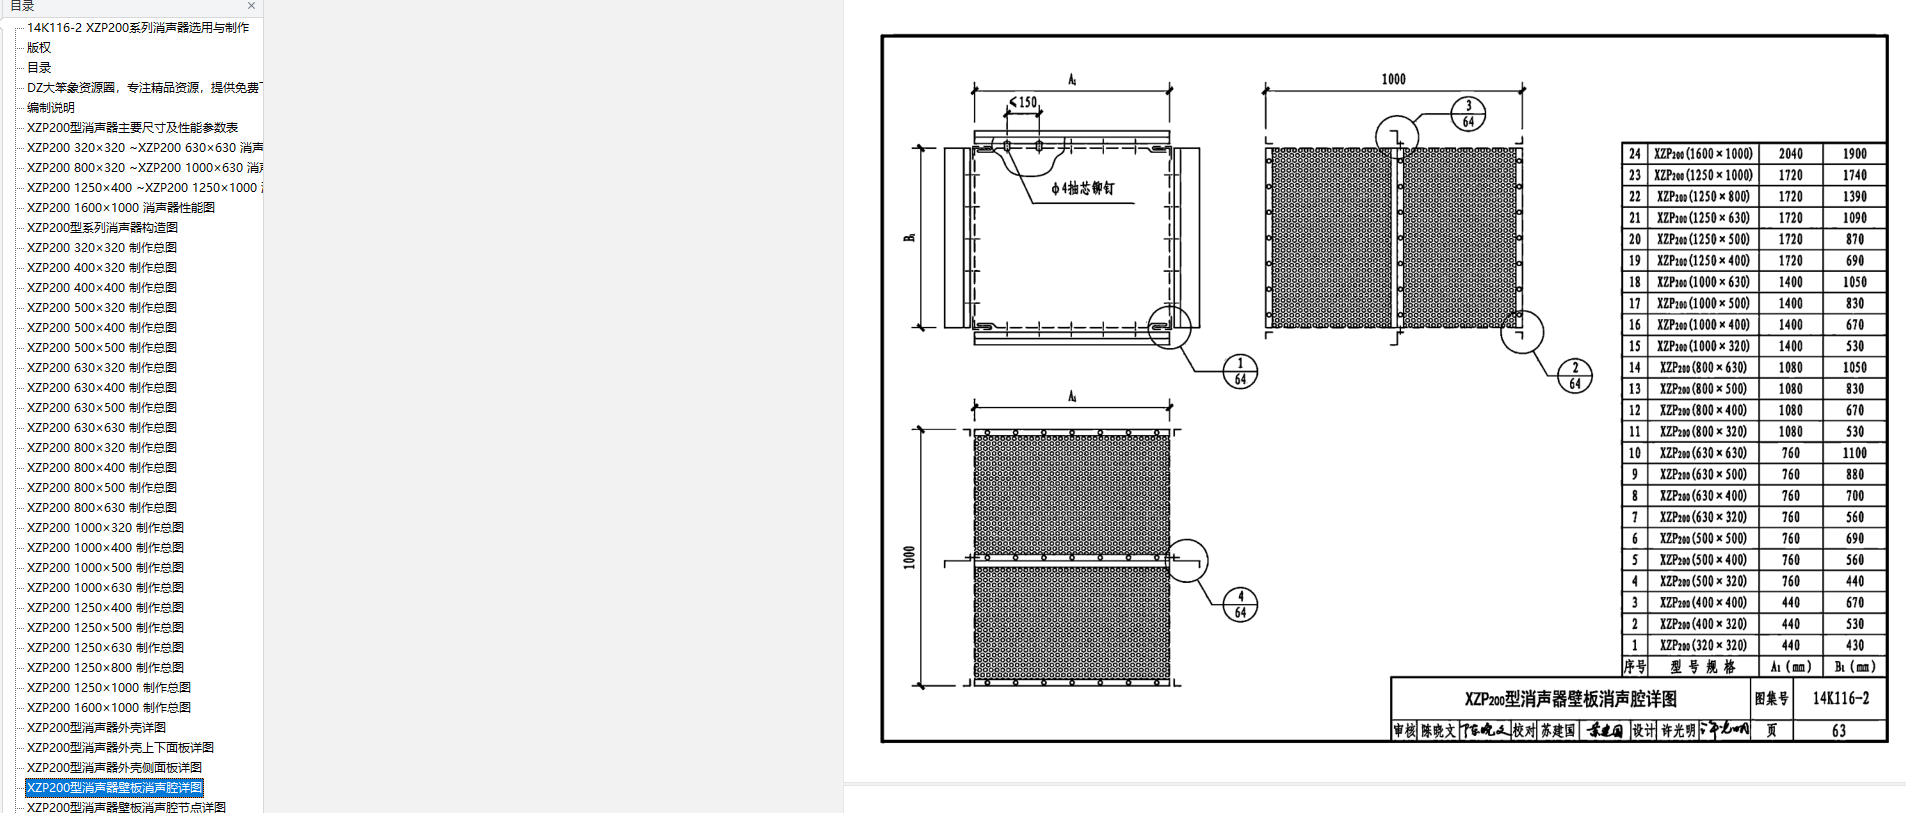 目录
14K116-2 XZP200系列消声器选用与制作
版权
目录
DZ大笨象资源圈，专注精品资源，提供免费下
编制说明
XZP200型消声器主要尺寸及性能参数表
XZP200 320×320 ~XZP200 630×630 消声
XZP200 800×320 ~XZP200 1000×630 消
XZP200 1250×400 ~XZP200 1250×1000
XZP200 1600×1000 消声器性能图
XZP200型系列消声器构造图
XZP200 320×320 制作总图
XZP200 400×320 制作总图
XZP200 400×400 制作总图
XZP200 500×320 制作总图
XZP200 500×400 制作总图
XZP200 500×500 制作总图
XZP200 630×320 制作总图
XZP200 630×400 制作总图
XZP200 630×500 制作总图
XZP200 630×630 制作总图
XZP200 800×320 制作总图
XZP200 800×400 制作总图
XZP200 800×500 制作总图
XZP200 800×630 制作总图
XZP200 1000×320 制作总图
XZP200 1000×400 制作总图
XZP200 1000×500 制作总图
XZP200 1000×630 制作总图
XZP200 1250×400 制作总图
XZP200 1250×500 制作总图
XZP200 1250×630 制作总图
XZP200 1250×800 制作总图
XZP200 1250×1000 制作总图
XZP200 1600×1000 制作总图
XZP200型消声器外壳详图
XZP200型消声器外壳上下面板详图
XZP200型消声器外壳侧面板详图
XZP200型消声器壁板消声腔详图
XZP200型消声器壁板消声腔节点详图
A₁
≤150
B₁
ф4抽芯铆钉
1
64
1000
3
64
2
64
A₁
1000
4
64
24 XZP₂₀₀(1600×1000) 2040 1900
23 XZP₂₀₀(1250×1000) 1720 1740
22 XZP₂₀₀(1250×800) 1720 1390
21 XZP₂₀₀(1250×630) 1720 1090
20 XZP₂₀₀(1250×500) 1720 870
19 XZP₂₀₀(1250×400) 1720 690
18 XZP₂₀₀(1000×630) 1400 1050
17 XZP₂₀₀(1000×500) 1400 830
16 XZP₂₀₀(1000×400) 1400 670
15 XZP₂₀₀(1000×320) 1400 530
14 XZP₂₀₀(800×630) 1080 1050
13 XZP₂₀₀(800×500) 1080 830
12 XZP₂₀₀(800×400) 1080 670
11 XZP₂₀₀(800×320) 1080 530
10 XZP₂₀₀(630×630) 760 1100
9 XZP₂₀₀(630×500) 760 880
8 XZP₂₀₀(630×400) 760 700
7 XZP₂₀₀(630×320) 760 560
6 XZP₂₀₀(500×500) 760 690
5 XZP₂₀₀(500×400) 760 560
4 XZP₂₀₀(500×320) 760 440
3 XZP₂₀₀(400×400) 440 670
2 XZP₂₀₀(400×320) 440 530
1 XZP₂₀₀(320×320) 440 430
序号 型号规格 A₁(mm) B₁(mm)
XZP₂₀₀型消声器壁板消声腔详图 图集号 14K116-2
审核 陈晓文 陈晓文 校对 苏建国 苏建国 设计 许光明 许光明 页 63